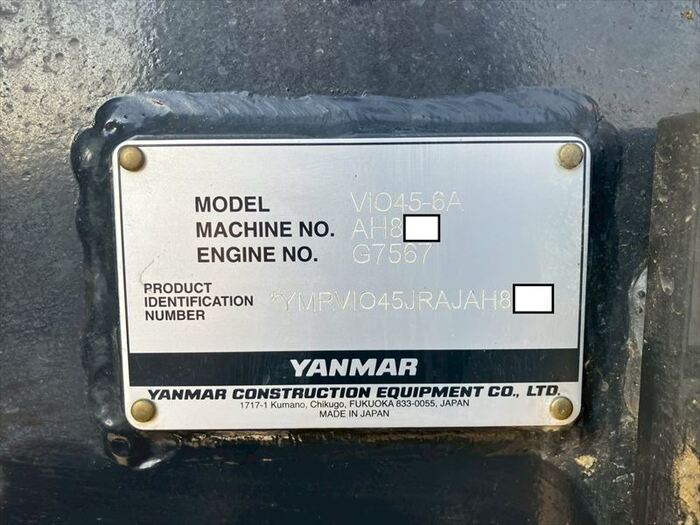 MODEL ViO45-6A
MACHINE NO. AH8
ENGINE NO. G7567
PRODUCT
IDENTIFICATION
NUMBER
*YMRVIO45JRAJAH8
YANMAR
YANMAR CONSTRUCTION EQUIPMENT CO., LTD.
1717-1 Kumano, Chikugo, FUKUOKA 833-0055, JAPAN
MADE IN JAPAN